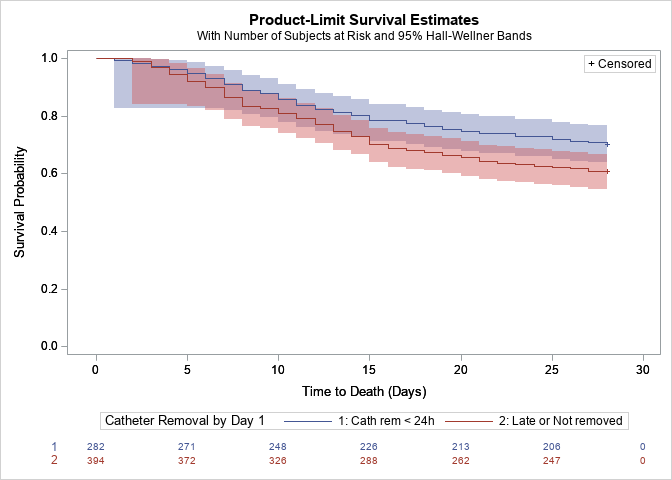 Product-Limit Survival Estimates
With Number of Subjects at Risk and 95% Hall-Wellner Bands
+ Censored
1.0
0.8
0.6
0.4
0.2
0.0
Survival Probability
0 5 10 15 20 25 30
Time to Death (Days)
Catheter Removal by Day 1 1: Cath rem < 24h 2: Late or Not removed
1 282 271 248 226 213 206 0
2 394 372 326 288 262 247 0